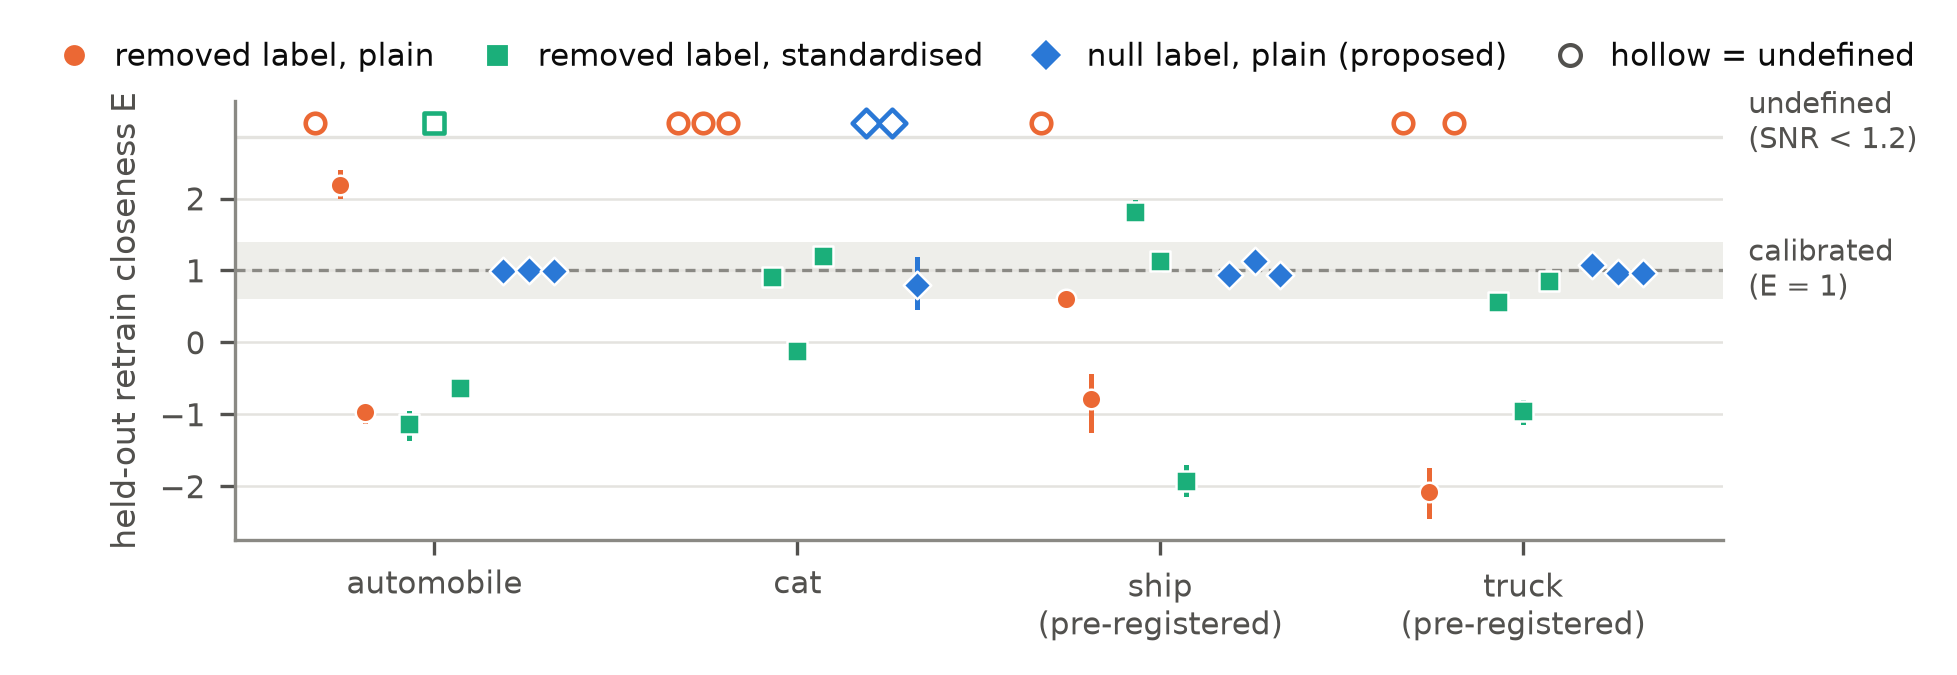 removed label, plain
removed label, standardised
null label, plain (proposed)
hollow = undefined
held-out retrain closeness E
undefined
(SNR < 1.2)
2
1
calibrated
(E = 1)
0
−1
−2
automobile
cat
ship
(pre-registered)
truck
(pre-registered)